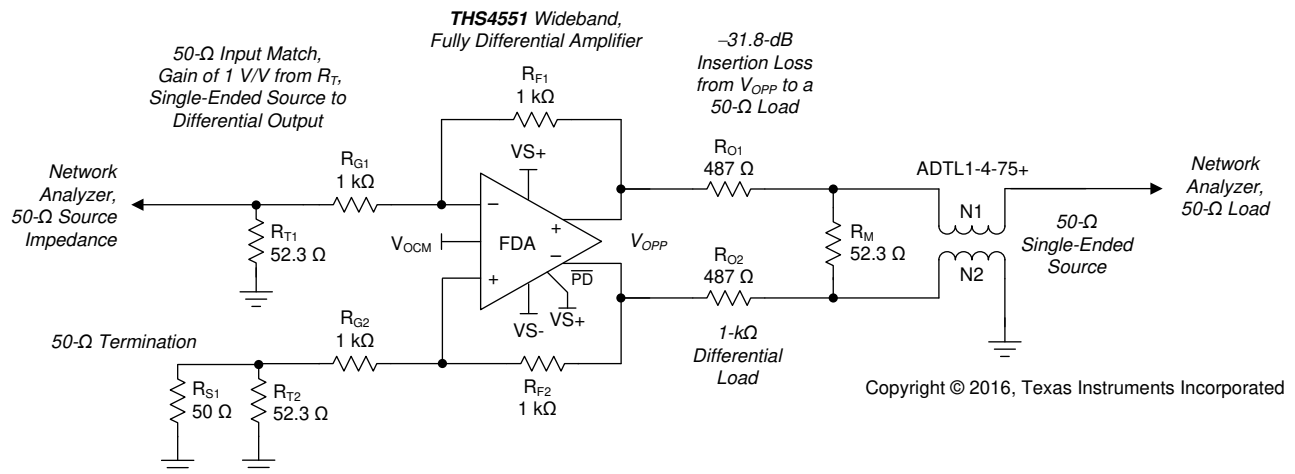 THS4551 Wideband,
Fully Differential Amplifier
50-Ω Input Match,
Gain of 1 V/V from RT,
Single-Ended Source to
Differential Output
–31.8-dB
Insertion Loss
from VOPP to a
50-Ω Load
RF1
1 kΩ
Network
Analyzer,
50-Ω Source
Impedance
RG1
1 kΩ
RT1
52.3 Ω
VS+
–
+
VOCM
FDA
+
–
PD
VS-
VS+
VOPP
RO1
487 Ω
RO2
487 Ω
RM
52.3 Ω
ADTL1-4-75+
N1
N2
50-Ω
Single-Ended
Source
Network
Analyzer,
50-Ω Load
50-Ω Termination
RG2
1 kΩ
RS1
50 Ω
RT2
52.3 Ω
RF2
1 kΩ
1-kΩ
Differential
Load
Copyright © 2016, Texas Instruments Incorporated